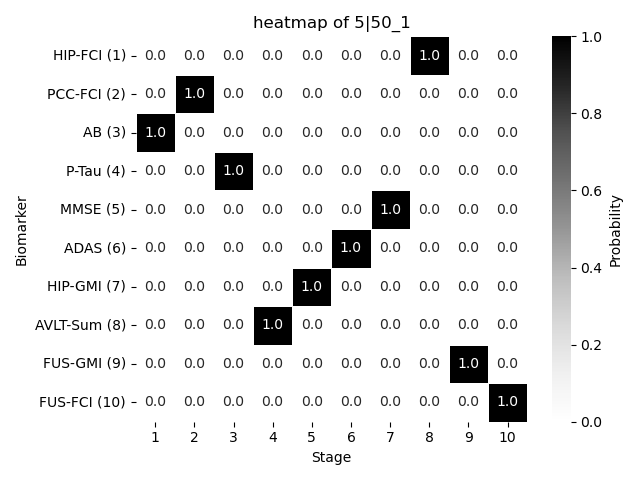 heatmap of 5|50_1
HIP-FCI (1) 0.0 0.0 0.0 0.0 0.0 0.0 0.0 1.0 0.0 0.0
PCC-FCI (2) 0.0 1.0 0.0 0.0 0.0 0.0 0.0 0.0 0.0 0.0
AB (3) 1.0 0.0 0.0 0.0 0.0 0.0 0.0 0.0 0.0 0.0
P-Tau (4) 0.0 0.0 1.0 0.0 0.0 0.0 0.0 0.0 0.0 0.0
MMSE (5) 0.0 0.0 0.0 0.0 0.0 0.0 1.0 0.0 0.0 0.0
ADAS (6) 0.0 0.0 0.0 0.0 0.0 1.0 0.0 0.0 0.0 0.0
HIP-GMI (7) 0.0 0.0 0.0 0.0 1.0 0.0 0.0 0.0 0.0 0.0
AVLT-Sum (8) 0.0 0.0 0.0 1.0 0.0 0.0 0.0 0.0 0.0 0.0
FUS-GMI (9) 0.0 0.0 0.0 0.0 0.0 0.0 0.0 0.0 1.0 0.0
FUS-FCI (10) 0.0 0.0 0.0 0.0 0.0 0.0 0.0 0.0 0.0 1.0
1 2 3 4 5 6 7 8 9 10
Stage
Biomarker
1.0
0.8
0.6
0.4
0.2
0.0
Probability